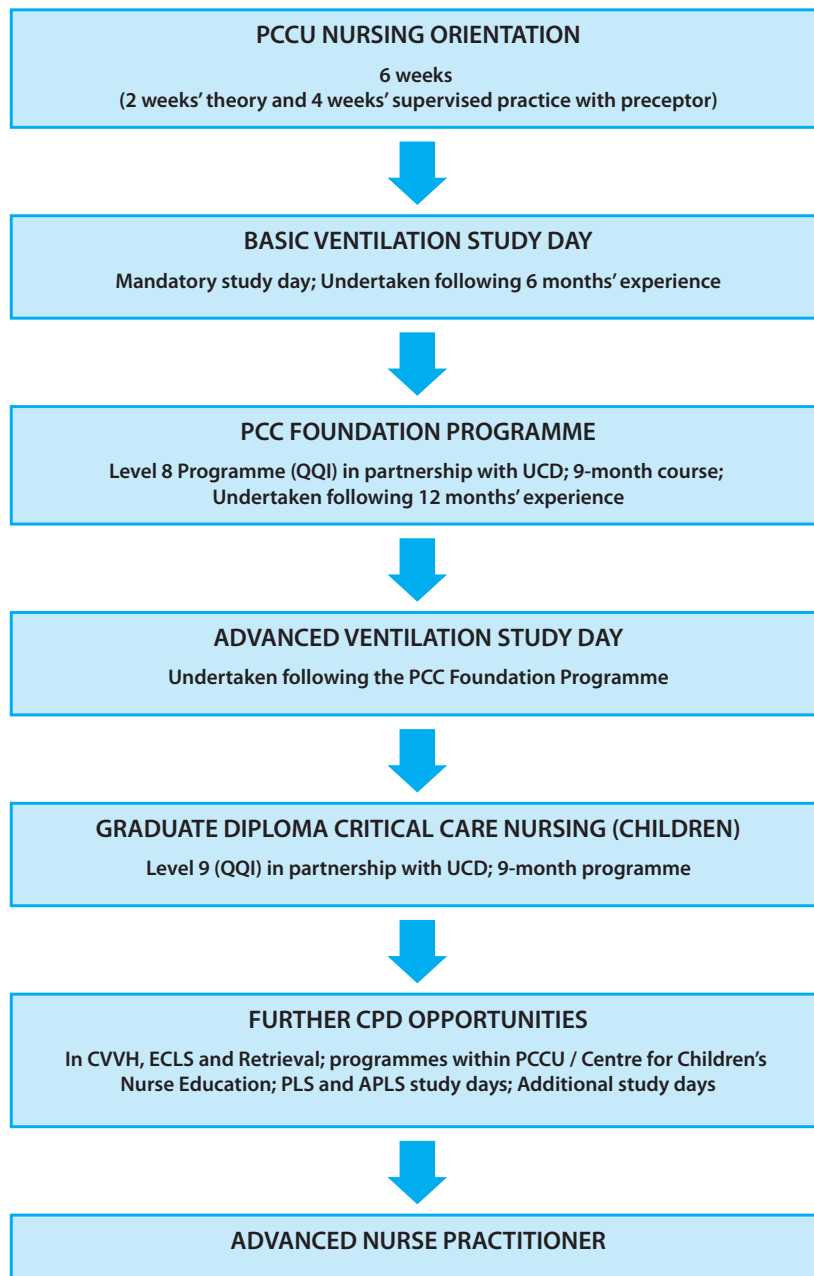 PCCU NURSING ORIENTATION
6 weeks
(2 weeks’ theory and 4 weeks’ supervised practice with preceptor)
BASIC VENTILATION STUDY DAY
Mandatory study day; Undertaken following 6 months’ experience
PCC FOUNDATION PROGRAMME
Level 8 Programme (QQI) in partnership with UCD; 9-month course;
Undertaken following 12 months’ experience
ADVANCED VENTILATION STUDY DAY
Undertaken following the PCC Foundation Programme
GRADUATE DIPLOMA CRITICAL CARE NURSING (CHILDREN)
Level 9 (QQI) in partnership with UCD; 9-month programme
FURTHER CPD OPPORTUNITIES
In CVVH, ECLS and Retrieval; programmes within PCCU / Centre for Children’s
Nurse Education; PLS and APLS study days; Additional study days
ADVANCED NURSE PRACTITIONER